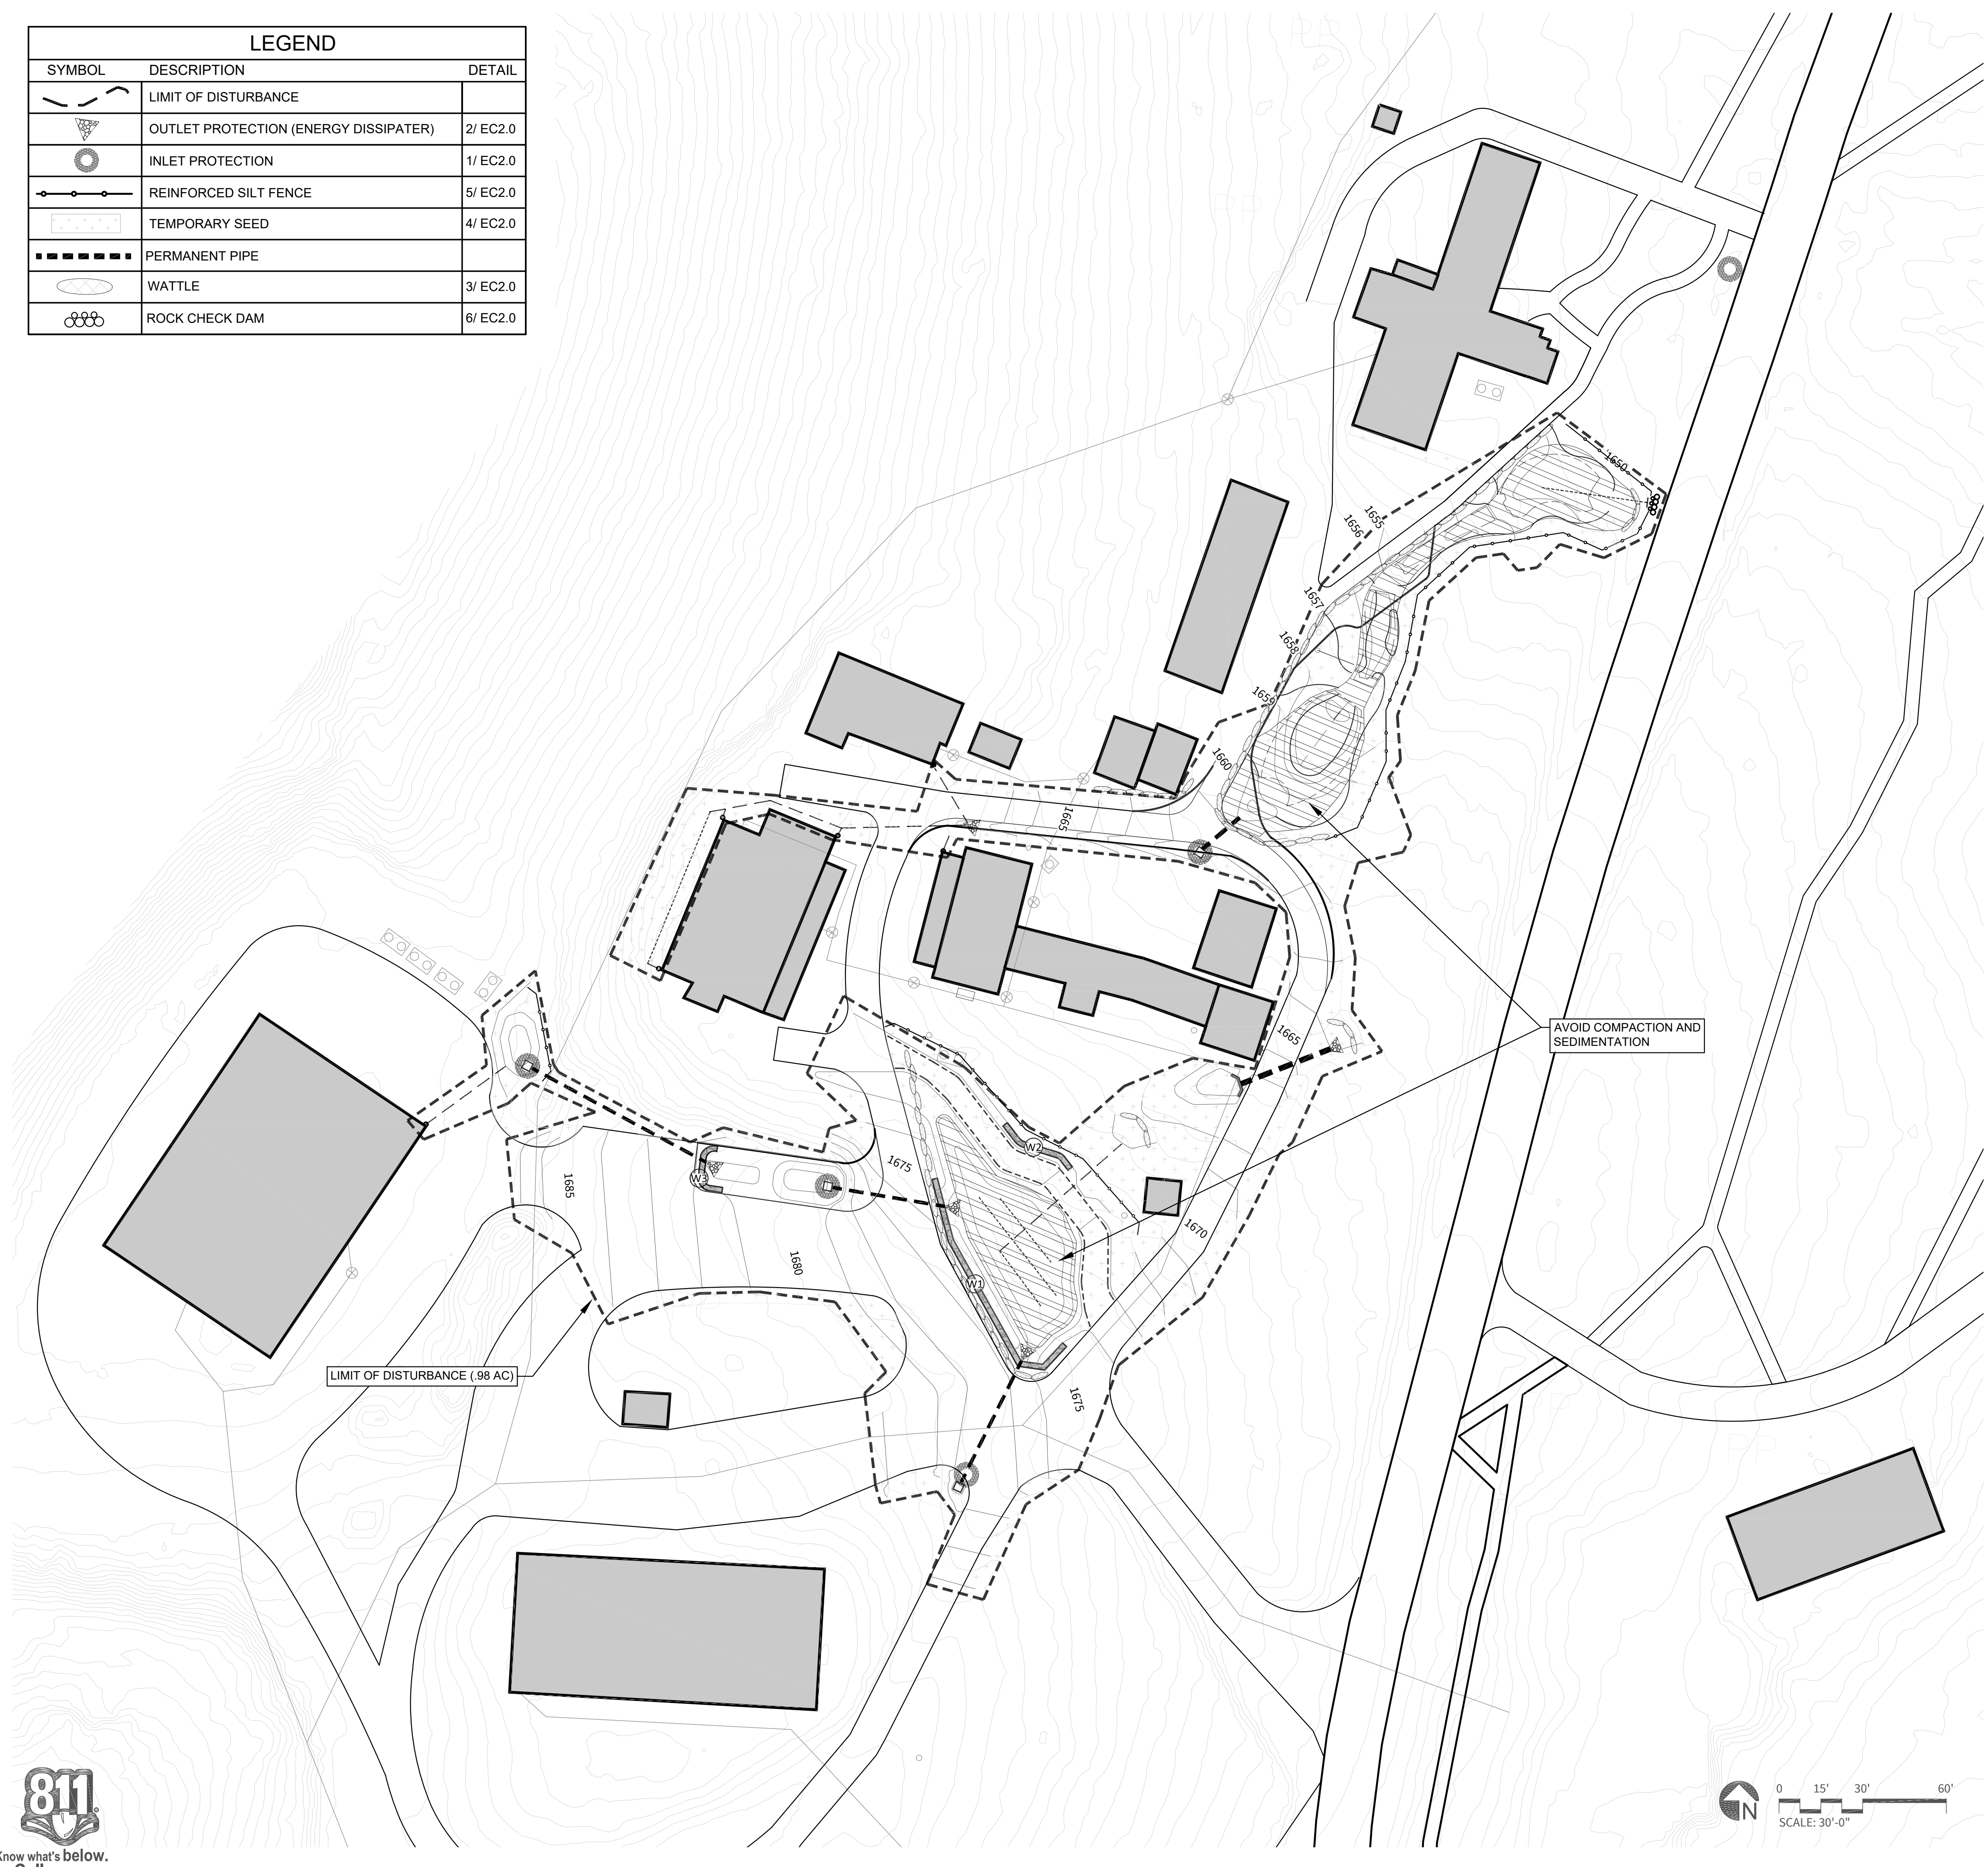 LEGEND
SYMBOL DESCRIPTION DETAIL
LIMIT OF DISTURBANCE
OUTLET PROTECTION (ENERGY DISSIPATER) 2/ EC2.0
INLET PROTECTION 1/ EC2.0
REINFORCED SILT FENCE 5/ EC2.0
TEMPORARY SEED 4/ EC2.0
PERMANENT PIPE
WATTLE 3/ EC2.0
ROCK CHECK DAM 6/ EC2.0
1650
1655
1656
1657
1658
1659
1660
1665
AVOID COMPACTION AND
SEDIMENTATION
1665
W2
1675
W3
1685
1670
1680
W1
LIMIT OF DISTURBANCE (.98 AC)
1675
811
Know what's below.
N
0 15' 30' 60'
SCALE: 30'-0"